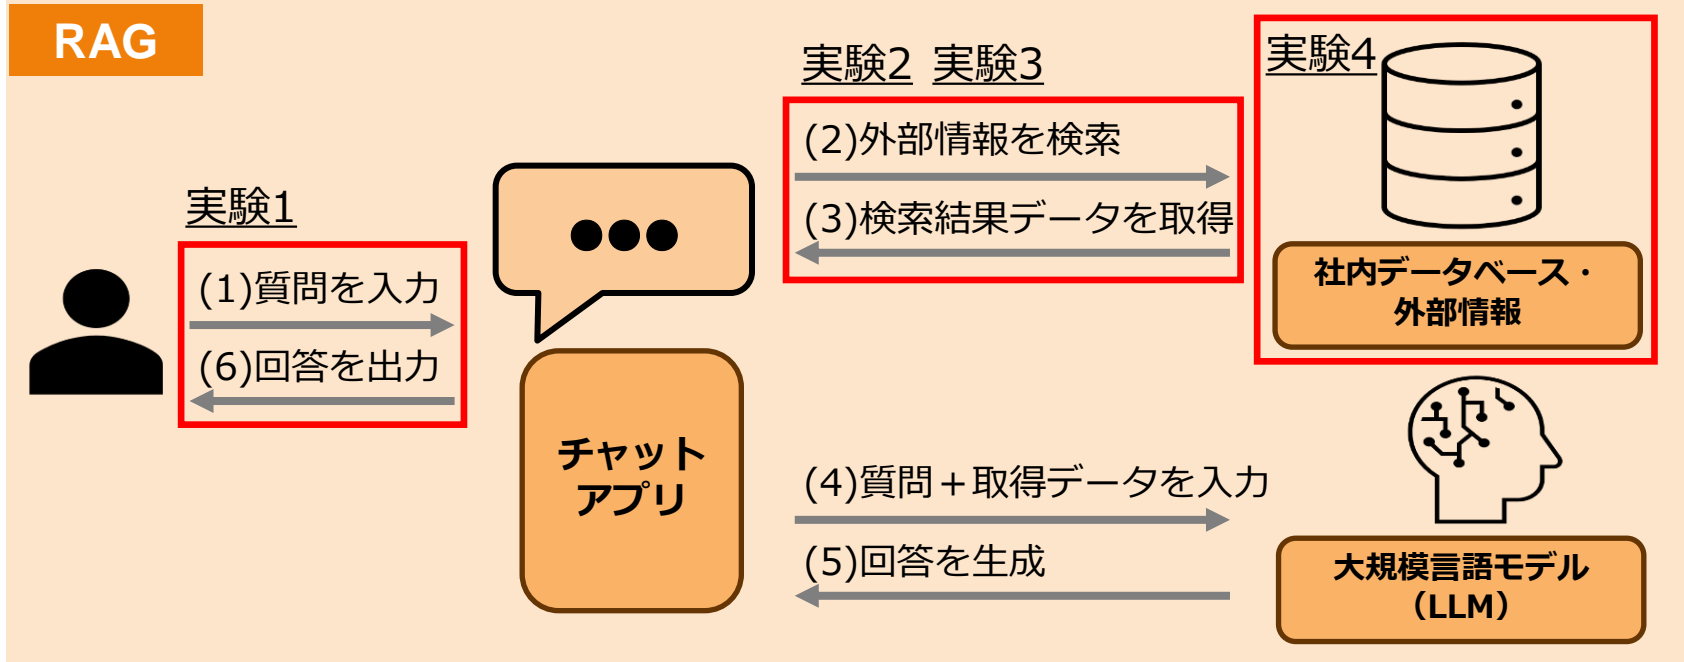 RAG
実験1
(1)質問を入力
(6)回答を出力
チャット
アプリ
実験2 実験3
(2)外部情報を検索
(3)検索結果データを取得
実験4
社内データベース・
外部情報
(4)質問＋取得データを入力
(5)回答を生成
大規模言語モデル
（LLM）